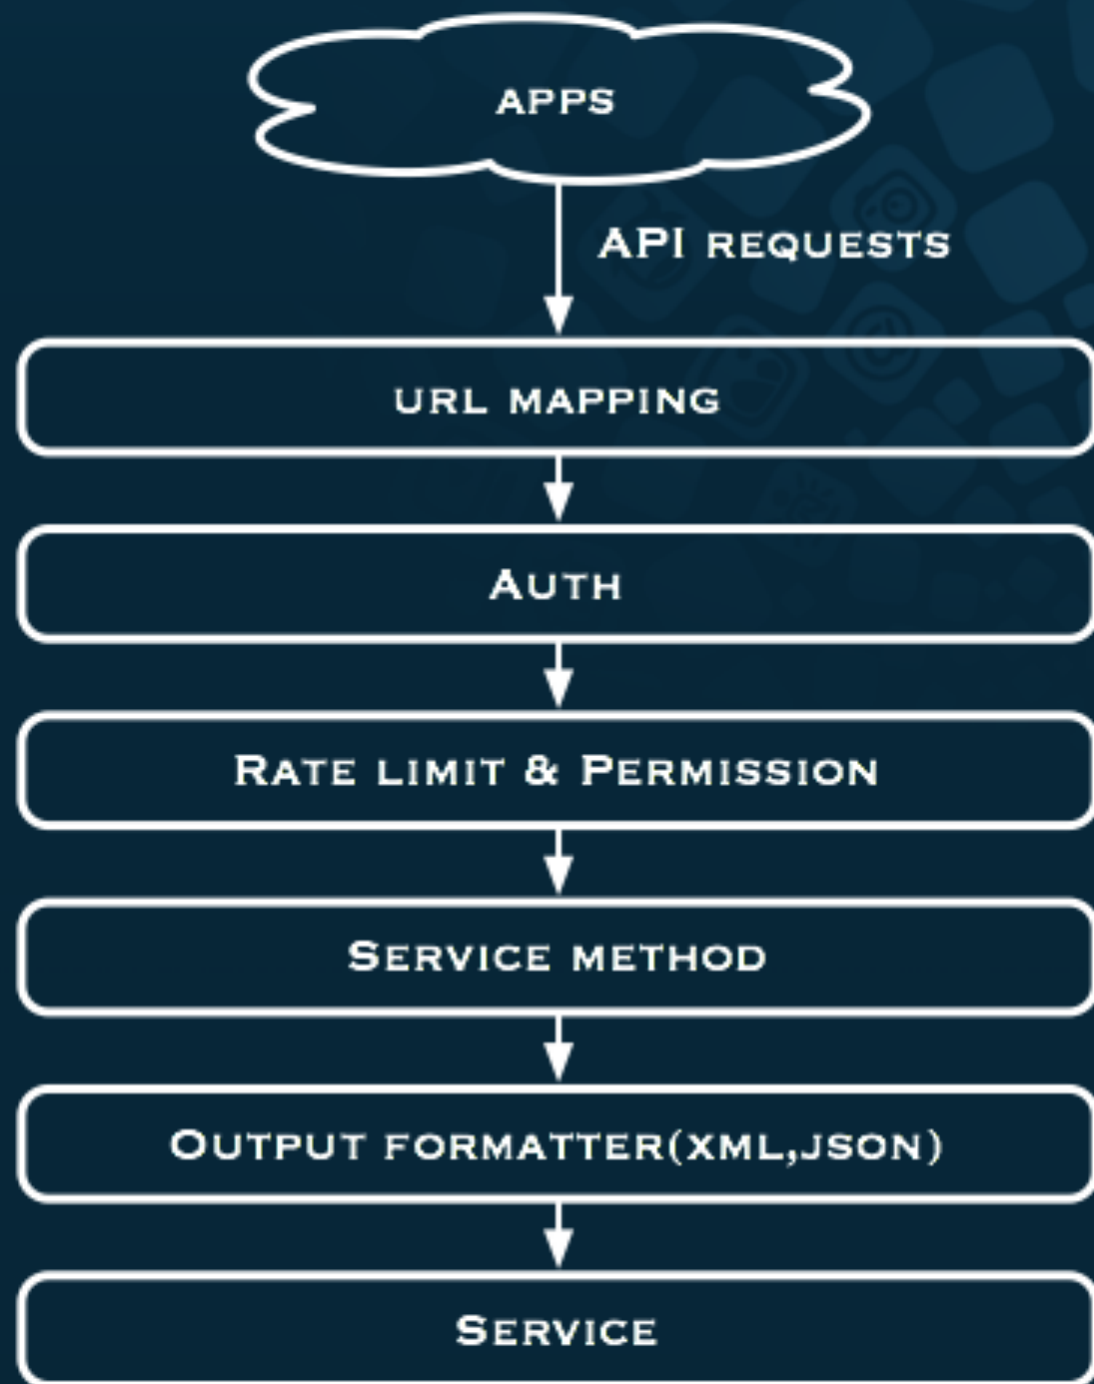 APPS
API REQUESTS
URL MAPPING
AUTH
RATE LIMIT & PERMISSION
SERVICE METHOD
OUTPUT FORMATTER(XML,JSON)
SERVICE